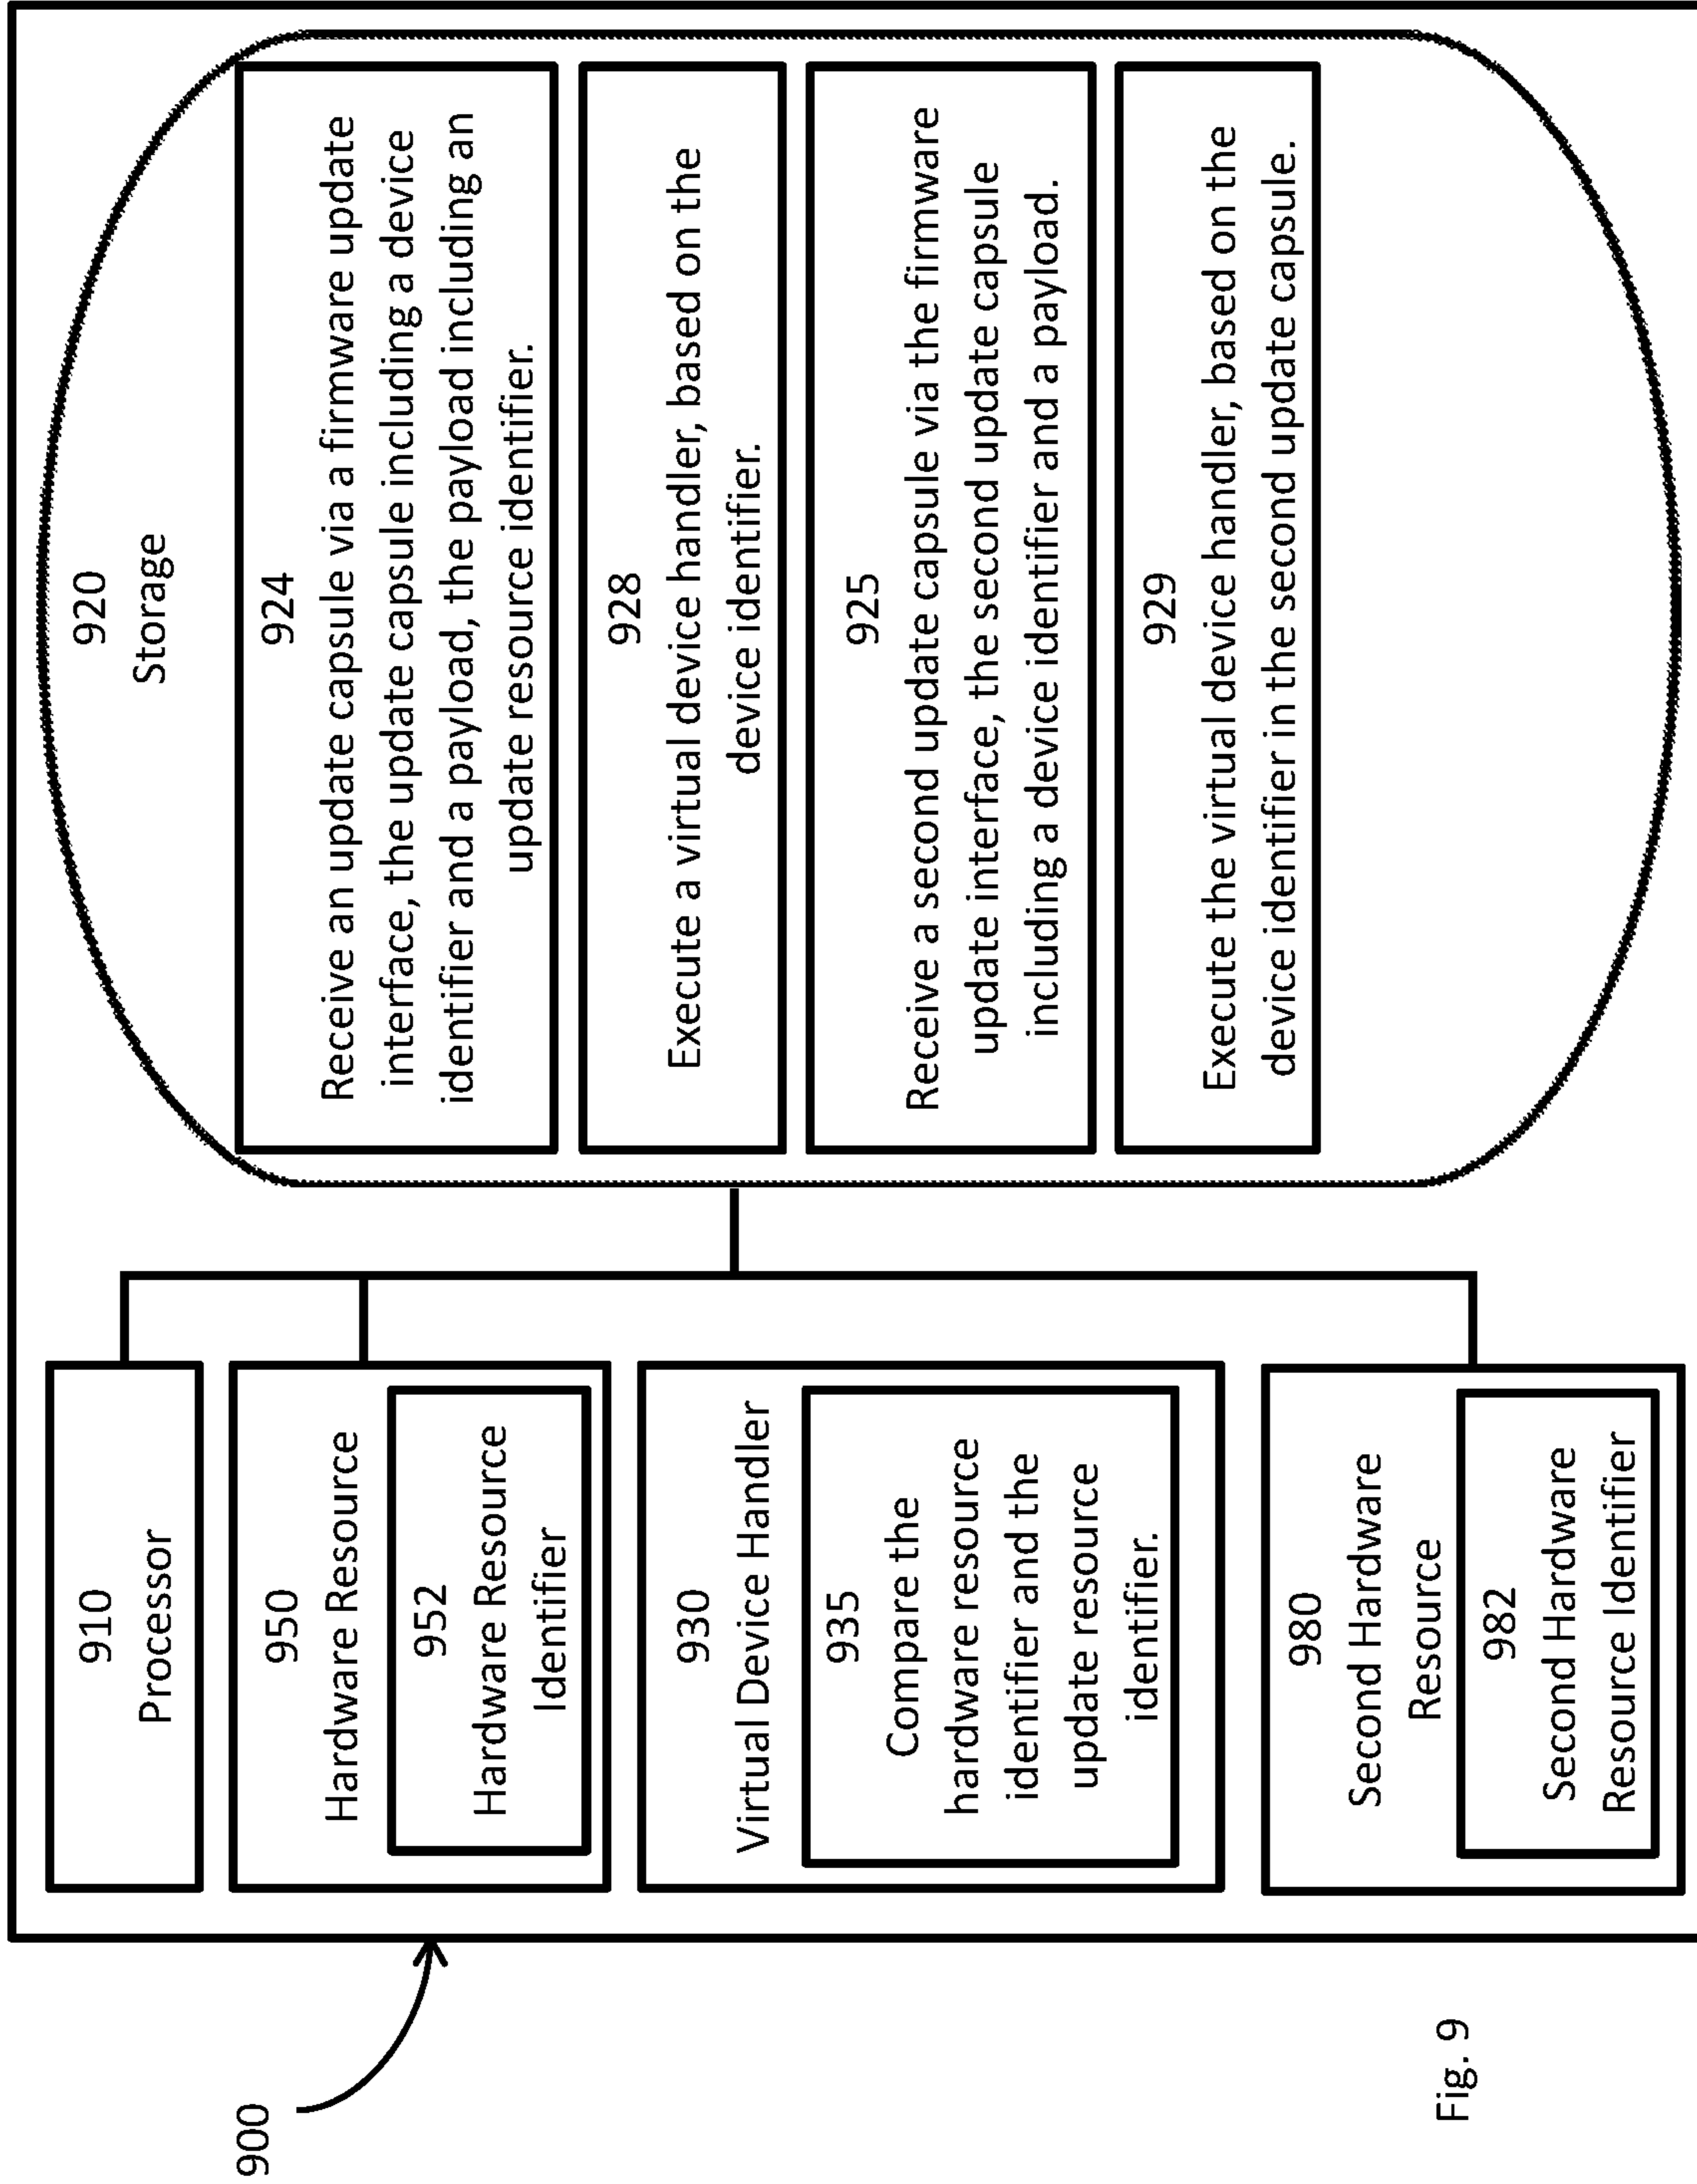 900
910
Processor
950
Hardware Resource
952
Hardware Resource
Identifier
930
Virtual Device Handler
935
Compare the
hardware resource
identifier and the
update resource
identifier.
980
Second Hardware
Resource
982
Second Hardware
Resource Identifier
920
Storage
924
Receive an update capsule via a firmware update
interface, the update capsule including a device
identifier and a payload, the payload including an
update resource identifier.
928
Execute a virtual device handler, based on the
device identifier.
925
Receive a second update capsule via the firmware
update interface, the second update capsule
including a device identifier and a payload.
929
Execute the virtual device handler, based on the
device identifier in the second update capsule.
Fig. 9